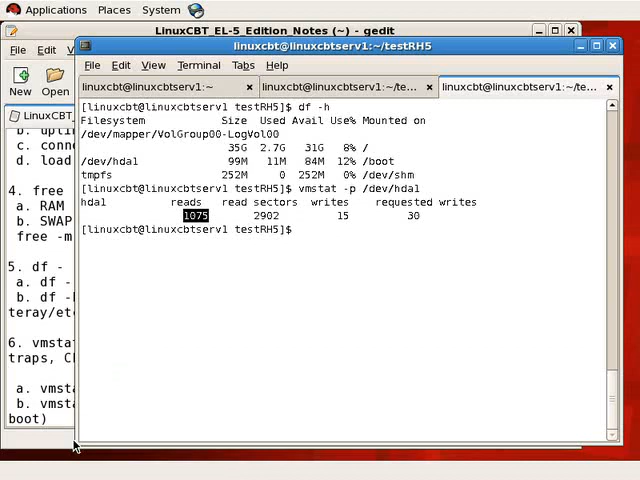 Applications Places System
LinuxCBT_EL-5_Edition_Notes (~) - gedit
File
New Open
LinuxCBT_
b. uptim
c. conne
d. load
4. free
a. RAM
b. SWAP
free -m
5. df -
a. df -
b. df -h
teray/etc
6. vmstat
traps, CP
a. vmsta
b. vmsta
boot)
linuxcbt@linuxcbtserv1:~/testRH5
File Edit View Terminal Tabs Help
linuxcbt@linuxcbtserv1:~ linuxcbt@linuxcbtserv1:~/te... linuxcbt@linuxcbtserv1:~/te...
[linuxcbt@linuxcbtserv1 testRH5]$ df -h
Filesystem Size Used Avail Use% Mounted on
/dev/mapper/VolGroup00-LogVol00
35G 2.7G 31G 8% /
/dev/hda1 99M 11M 84M 12% /boot
tmpfs 252M 0 252M 0% /dev/shm
[linuxcbt@linuxcbtserv1 testRH5]$ vmstat -p /dev/hda1
hda1 reads read sectors writes requested writes
1075 2902 15 30
[linuxcbt@linuxcbtserv1 testRH5]$